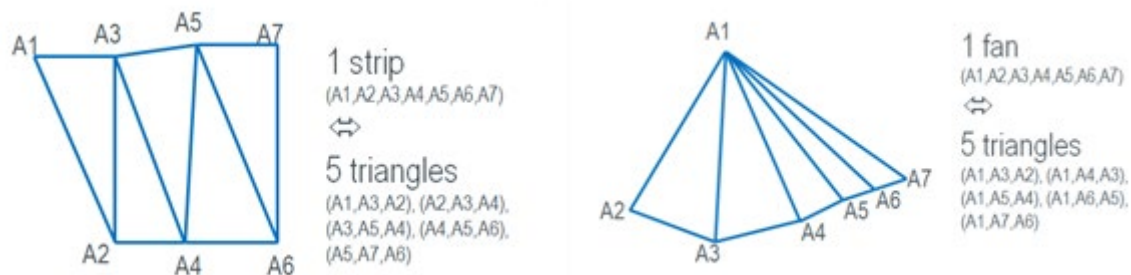 A1
A3
A5
A7
A2
A4
A6
1 strip
(A1,A2,A3,A4,A5,A6,A7)
⇔
5 triangles
(A1,A3,A2), (A2,A3,A4),
(A3,A5,A4), (A4,A5,A6),
(A5,A7,A6)
A1
A2
A3
A4
A5
A6
A7
1 fan
(A1,A2,A3,A4,A5,A6,A7)
⇔
5 triangles
(A1,A3,A2), (A1,A4,A3),
(A1,A5,A4), (A1,A6,A5),
(A1,A7,A6)